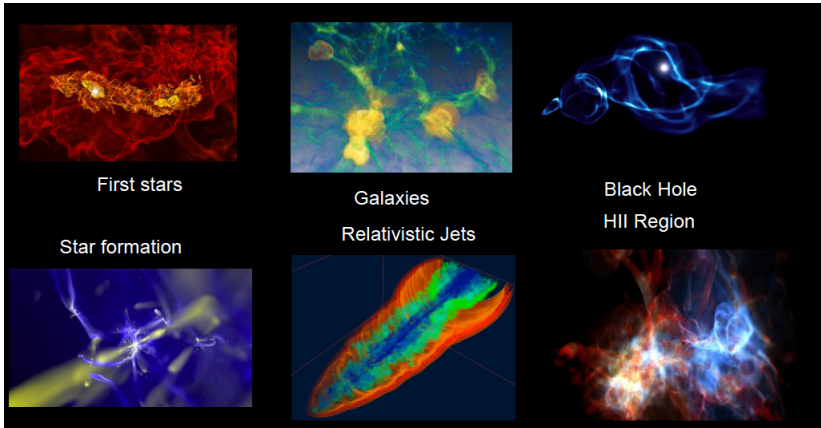 First stars
Galaxies
Black Hole
Star formation
Relativistic Jets
HII Region